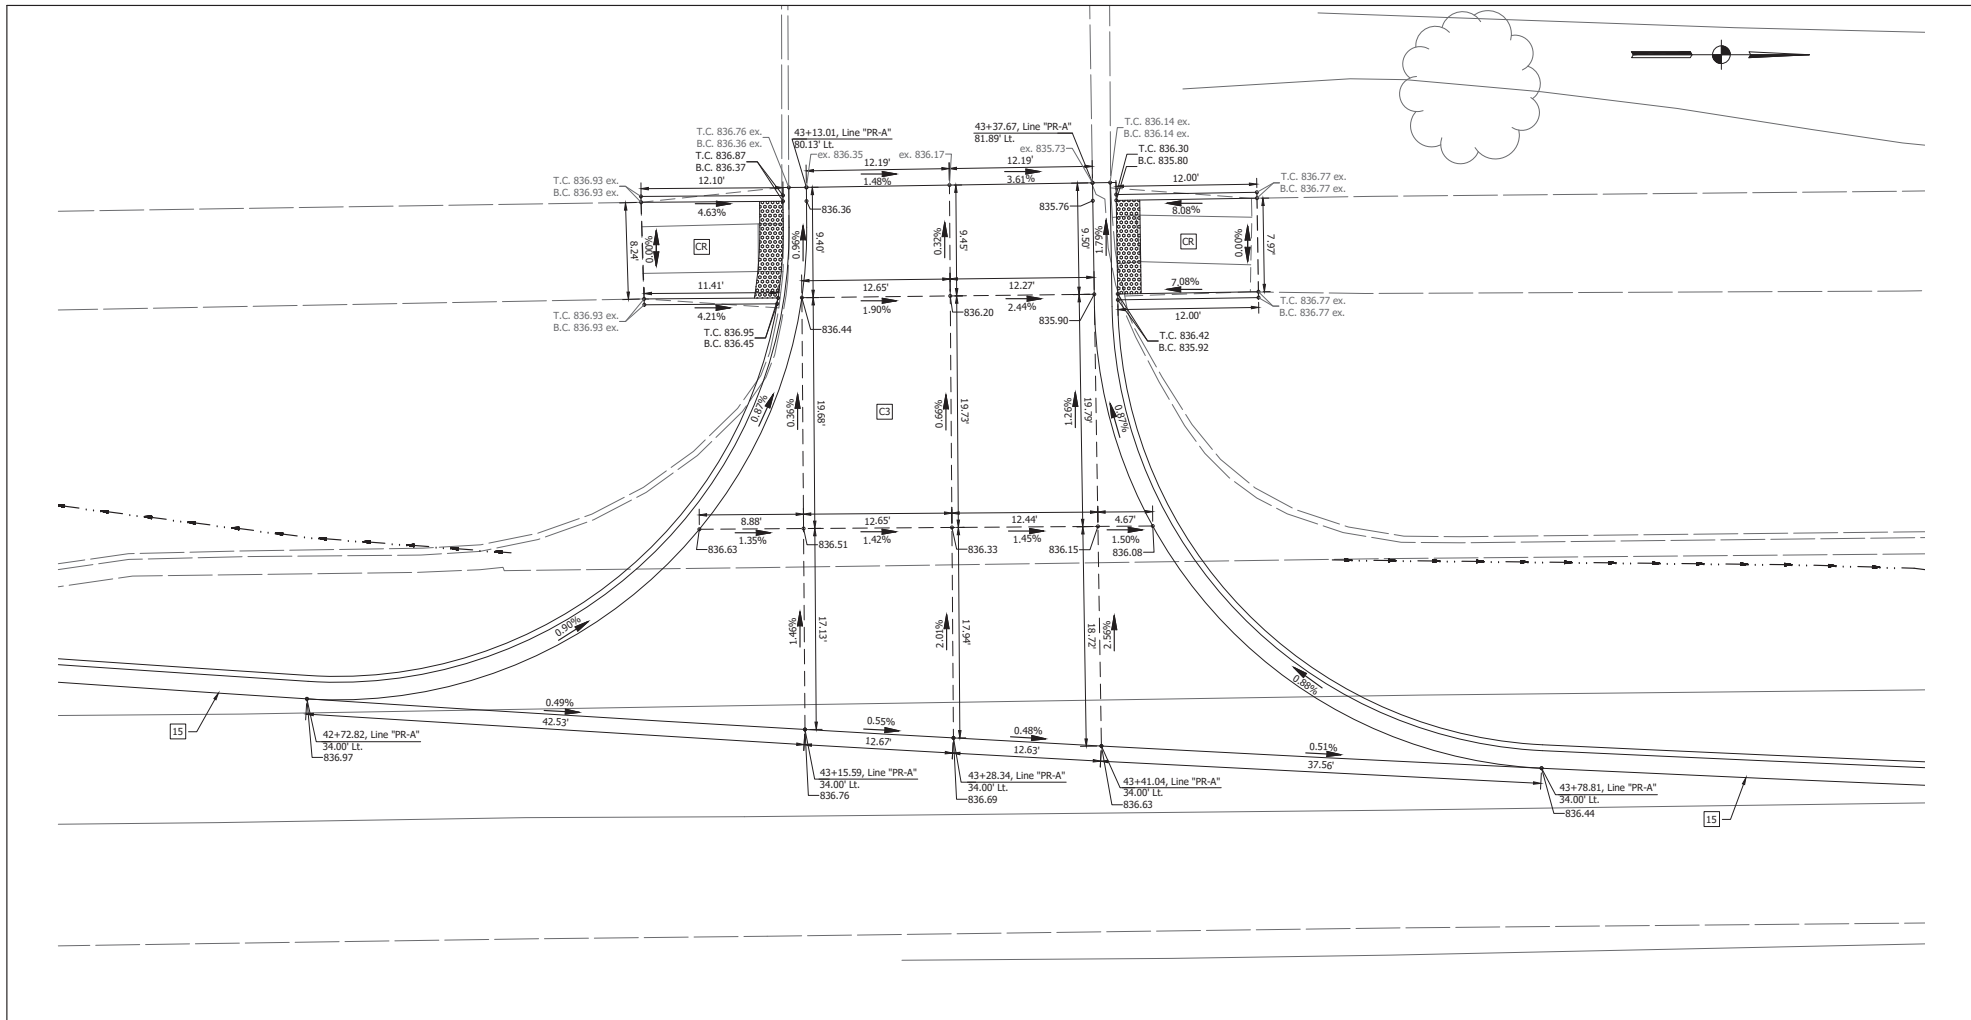 T.C. 836.76 ex.
B.C. 836.36 ex.
T.C. 836.87
B.C. 836.37
43+13.01, Line "PR-A"
80.13' Lt.
ex. 836.35
ex. 836.17
43+37.67, Line "PR-A"
81.89' Lt.
ex. 835.73
T.C. 836.14 ex.
B.C. 836.14 ex.
T.C. 836.30
B.C. 835.80
T.C. 836.93 ex.
B.C. 836.93 ex.
12.10'
4.63%
12.19'
1.48%
12.19'
3.61%
12.00'
8.08%
T.C. 836.77 ex.
B.C. 836.77 ex.
836.36
835.76
8.24'
0.00%
CR
0.96%
9.40'
0.32%
9.45'
9.50'
1.79%
CR
0.00%
7.97'
11.41'
4.21%
12.65'
1.90%
12.27'
2.44%
7.08%
12.00'
T.C. 836.93 ex.
B.C. 836.93 ex.
T.C. 836.95
B.C. 836.45
836.44
836.20
835.90
T.C. 836.42
B.C. 835.92
T.C. 836.77 ex.
B.C. 836.77 ex.
0.87%
0.36%
19.68'
C3
0.66%
19.73'
1.26%
19.79'
0.87%
8.88'
1.35%
12.65'
1.42%
12.44'
1.45%
4.67'
1.50%
836.63
836.51
836.33
836.15
836.08
0.90%
1.46%
17.13'
2.01%
17.94'
18.72'
2.56%
0.88%
15
0.49%
42.53'
0.55%
12.67'
0.48%
12.63'
0.51%
37.56'
42+72.82, Line "PR-A"
34.00' Lt.
836.97
43+15.59, Line "PR-A"
34.00' Lt.
836.76
43+28.34, Line "PR-A"
34.00' Lt.
836.69
43+41.04, Line "PR-A"
34.00' Lt.
836.63
43+78.81, Line "PR-A"
34.00' Lt.
836.44
15